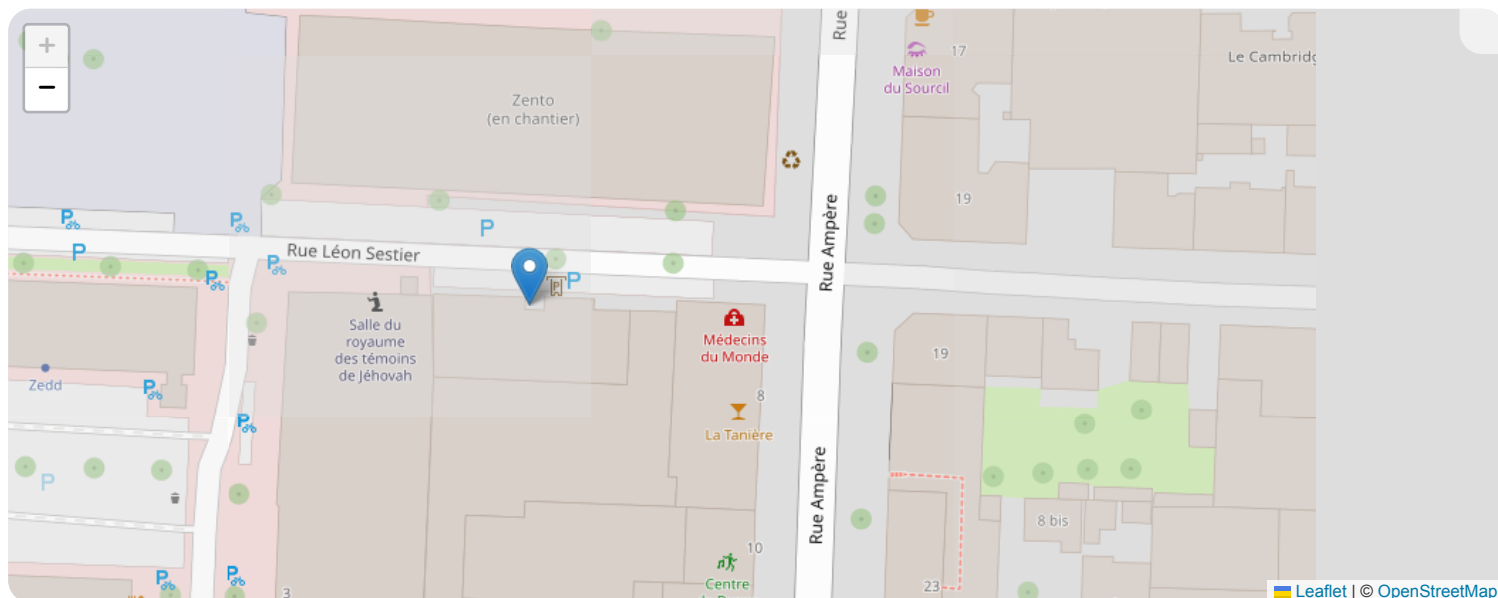 +
−
Rue
17
Maison
du Sourcil
Le Cambridg
Zento
(en chantier)
19
Rue Ampère
P
P
P
Rue Léon Sestier
P
P
P
P
P
Salle du
royaume
des témoins
de Jéhovah
Médecins
du Monde
19
Zedd
P
8
La Tanière
P
P
Rue Ampère
8 bis
10
Centre
P
P
3
23
Leaflet | © OpenStreetMap